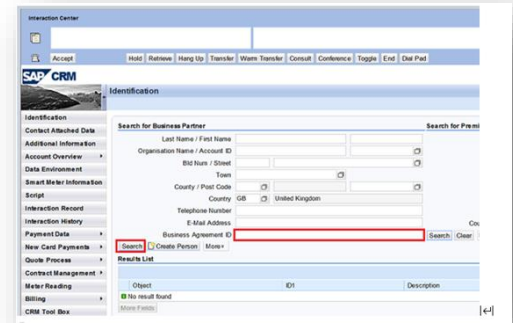 Interaction Center
Accept Hold Retrieve Hang Up Transfer Warm Transfer Consult Conference Toggle End Dial Pad
SAP CRM
Identification
Identification
Contact Attached Data
Additional Information
Account Overview
Data Environment
Smart Meter Information
Script
Interaction Record
Interaction History
Payment Data
New Card Payments
Quote Process
Contract Management
Meter Reading
Billing
CRM Tool Box
Search for Business Partner Search for Premi
Last Name / First Name
Organisation Name / Account ID
Bld Num / Street
Town
County / Post Code
Country GB United Kingdom
Telephone Number
E-Mail Address Cou
Business Agreement ID Search Clear
Search Create Person More
Results List
Object ID1 Description
No result found
More Fields